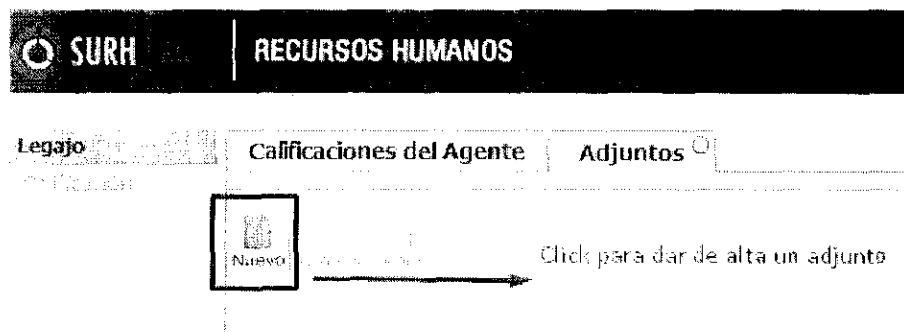 SURH
RECURSOS HUMANOS
Legajo
Calificaciones del Agente
Adjuntos
Nuevo
Click para dar de alta un adjunto